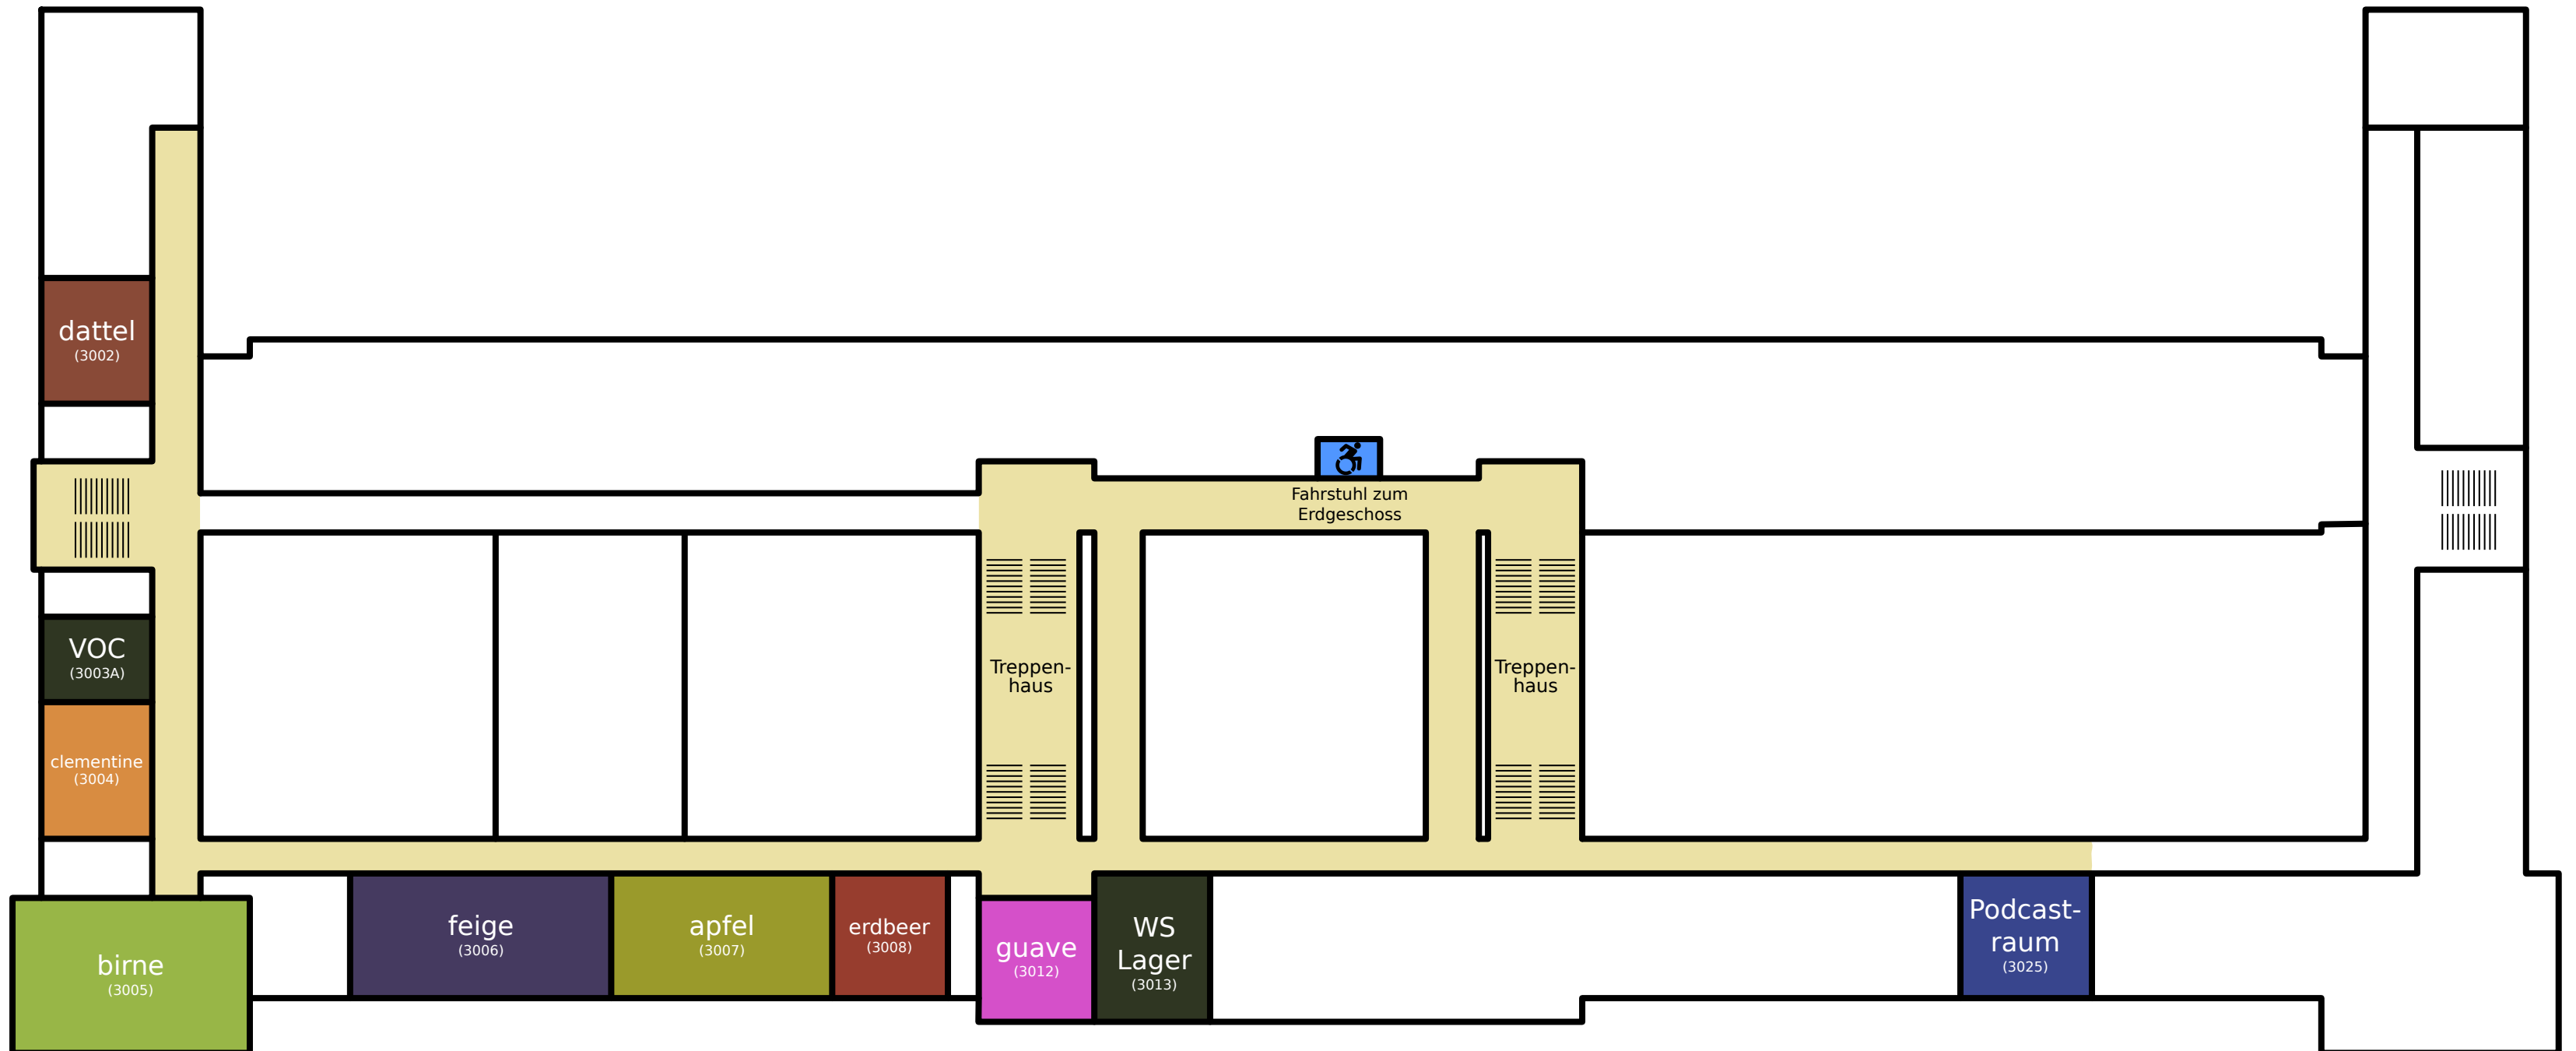 dattel
(3002)
Fahrstuhl zum
Erdgeschoss
VOC
(3003A)
Treppen-
haus
Treppen-
haus
clementine
(3004)
birne
(3005)
feige
(3006)
apfel
(3007)
erdbeer
(3008)
guave
(3012)
WS
Lager
(3013)
Podcast-
raum
(3025)